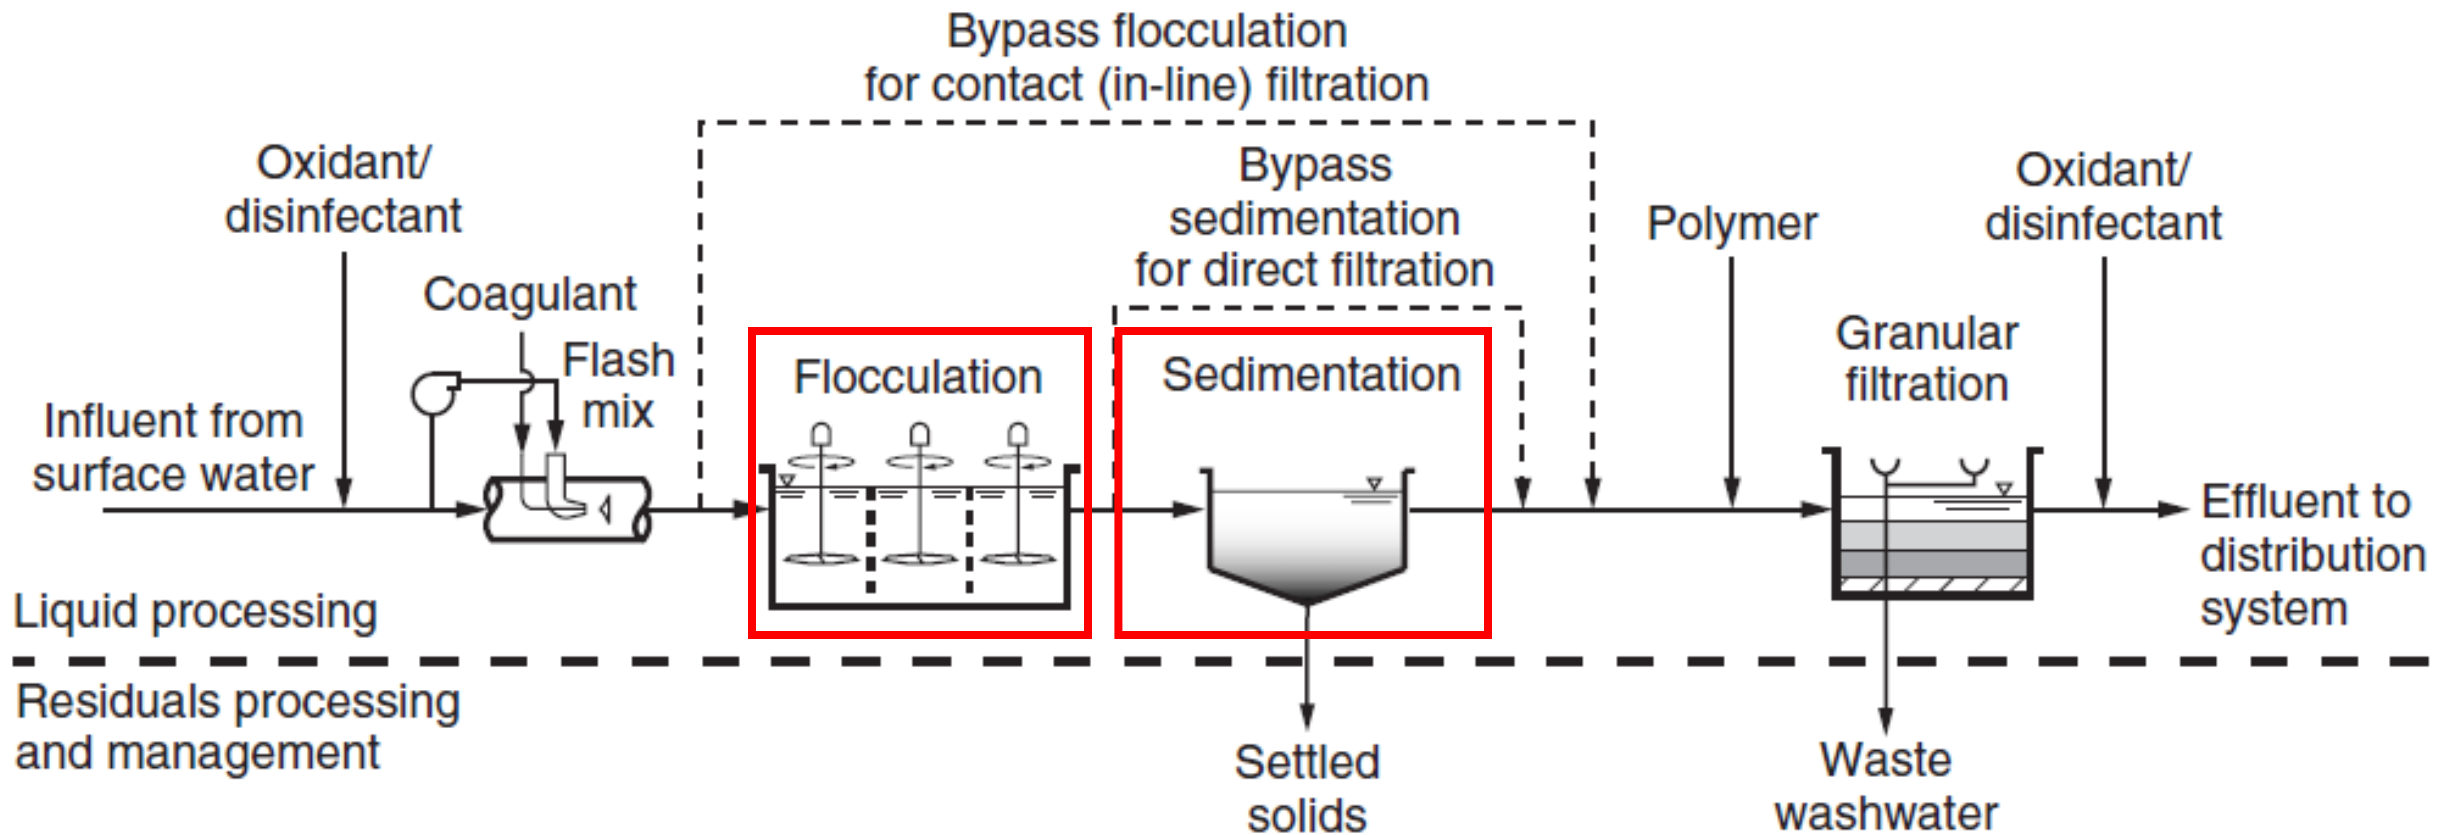 Bypass flocculation
for contact (in-line) filtration
Oxidant/
disinfectant
Coagulant
Flash
mix
Influent from
surface water
Flocculation
Bypass
sedimentation
for direct filtration
Sedimentation
Polymer
Granular
filtration
Oxidant/
disinfectant
Effluent to
distribution
system
Liquid processing
Residuals processing
and management
Settled
solids
Waste
washwater